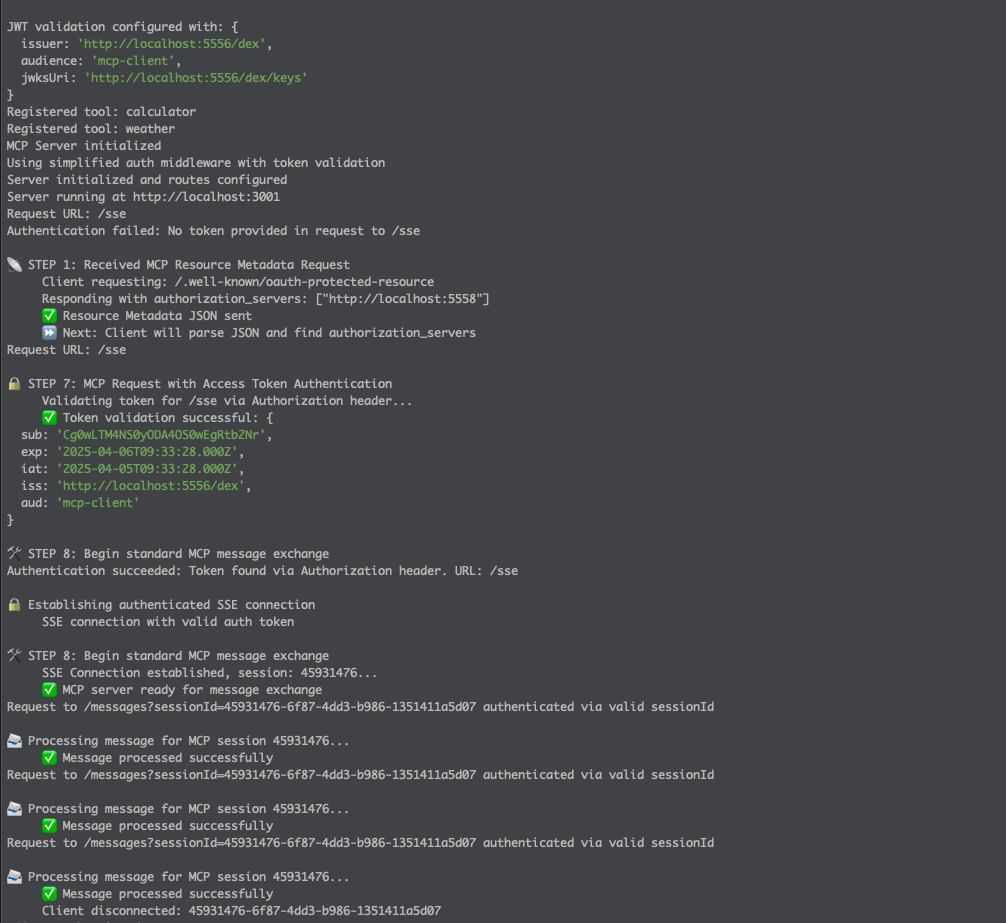 JWT validation configured with: {
  issuer: 'http://localhost:5556/dex',
  audience: 'mcp-client',
  jwksUri: 'http://localhost:5556/dex/keys'
}
Registered tool: calculator
Registered tool: weather
MCP Server initialized
Using simplified auth middleware with token validation
Server initialized and routes configured
Server running at http://localhost:3001
Request URL: /sse
Authentication failed: No token provided in request to /sse
📡 STEP 1: Received MCP Resource Metadata Request
     Client requesting: /.well-known/oauth-protected-resource
     Responding with authorization_servers: ["http://localhost:5558"]
     ✅ Resource Metadata JSON sent
     ⏩ Next: Client will parse JSON and find authorization_servers
Request URL: /sse
🔒 STEP 7: MCP Request with Access Token Authentication
     Validating token for /sse via Authorization header...
     ✅ Token validation successful: {
  sub: 'Cg0wLTM4NS0yODA4OS0wEgRtb2Nr',
  exp: '2025-04-06T09:33:28.000Z',
  iat: '2025-04-05T09:33:28.000Z',
  iss: 'http://localhost:5556/dex',
  aud: 'mcp-client'
}
🛠 STEP 8: Begin standard MCP message exchange
Authentication succeeded: Token found via Authorization header. URL: /sse
🔒 Establishing authenticated SSE connection
     SSE connection with valid auth token
🛠 STEP 8: Begin standard MCP message exchange
     SSE Connection established, session: 45931476...
     ✅ MCP server ready for message exchange
Request to /messages?sessionId=45931476-6f87-4dd3-b986-1351411a5d07 authenticated via valid sessionId
📨 Processing message for MCP session 45931476...
     ✅ Message processed successfully
Request to /messages?sessionId=45931476-6f87-4dd3-b986-1351411a5d07 authenticated via valid sessionId
📨 Processing message for MCP session 45931476...
     ✅ Message processed successfully
Request to /messages?sessionId=45931476-6f87-4dd3-b986-1351411a5d07 authenticated via valid sessionId
📨 Processing message for MCP session 45931476...
     ✅ Message processed successfully
     Client disconnected: 45931476-6f87-4dd3-b986-1351411a5d07